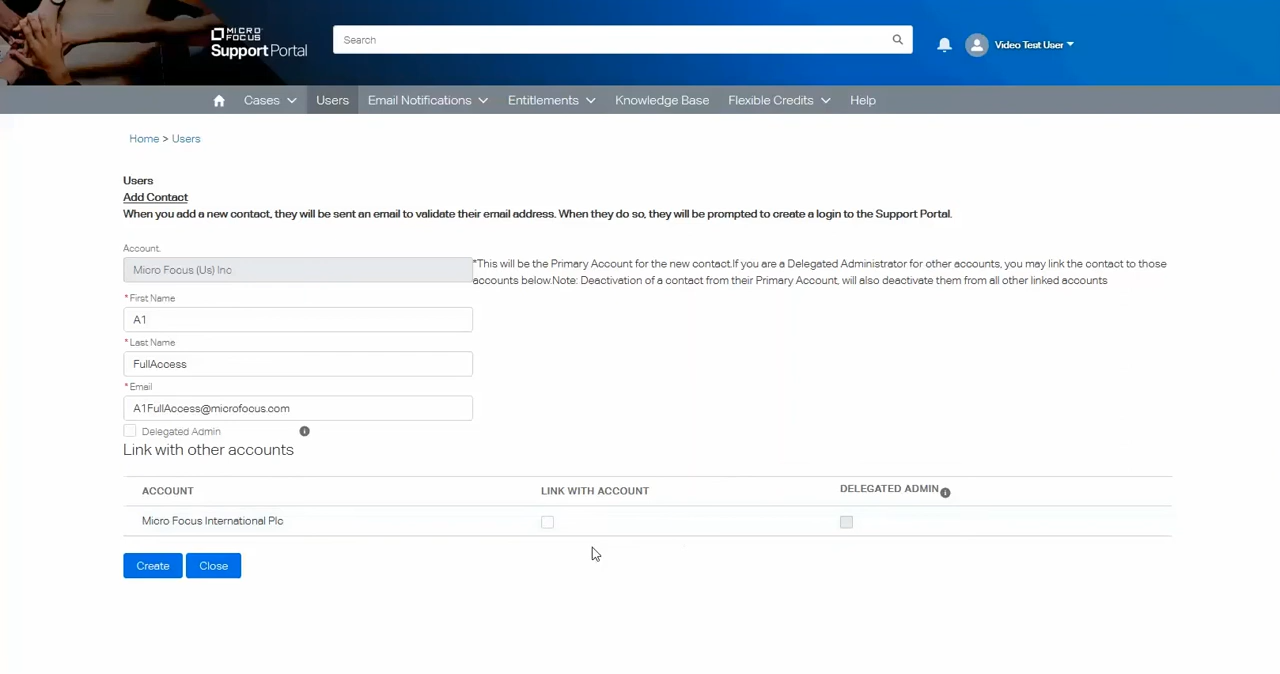 MICRO
FOCUS
Support Portal
Search
Video Test User
Cases
Users
Email Notifications
Entitlements
Knowledge Base
Flexible Credits
Help
Home > Users
Users
Add Contact
When you add a new contact, they will be sent an email to validate their email address. When they do so, they will be prompted to create a login to the Support Portal.
Account.
Micro Focus (Us) Inc
*This will be the Primary Account for the new contact.If you are a Delegated Administrator for other accounts, you may link the contact to those
accounts below.Note: Deactivation of a contact from their Primary Account, will also deactivate them from all other linked accounts
*First Name
A1
*Last Name
FullAccess
*Email
A1FullAccess@microfocus.com
Delegated Admin
Link with other accounts
ACCOUNT
LINK WITH ACCOUNT
DELEGATED ADMIN
Micro Focus International Plc
Create
Close